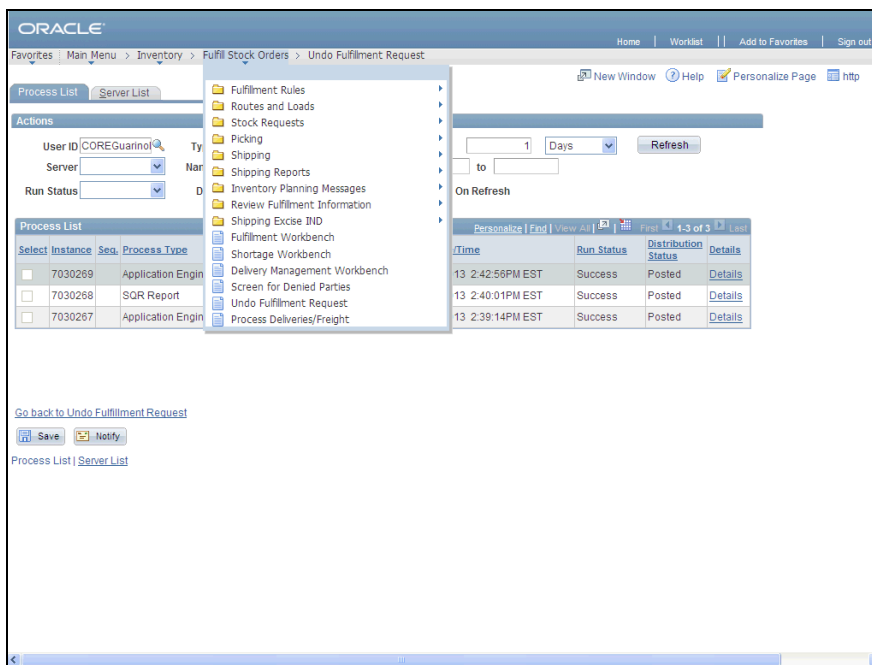 ORACLE
Home | Worklist | | Add to Favorites | Sign out
Favorites Main Menu > Inventory > Fulfill Stock Orders > Undo Fulfillment Request
New Window Help Personalize Page http
Process List Server List
Actions
User ID COREGuarinol 1 Days Refresh
Server to
Run Status On Refresh
Fulfillment Rules
Routes and Loads
Stock Requests
Picking
Shipping
Shipping Reports
Inventory Planning Messages
Review Fulfillment Information
Shipping Excise IND
Fulfillment Workbench
Shortage Workbench
Delivery Management Workbench
Screen for Denied Parties
Undo Fulfillment Request
Process Deliveries/Freight
Process List Personalize | Find | View All | | First 1-3 of 3 Last
Select Instance Seq. Process Type /Time Run Status Distribution Status Details
7030269 Application Engin 13 2:42:56PM EST Success Posted Details
7030268 SQR Report 13 2:40:01PM EST Success Posted Details
7030267 Application Engin 13 2:39:14PM EST Success Posted Details
Go back to Undo Fulfillment Request
Save Notify
Process List | Server List